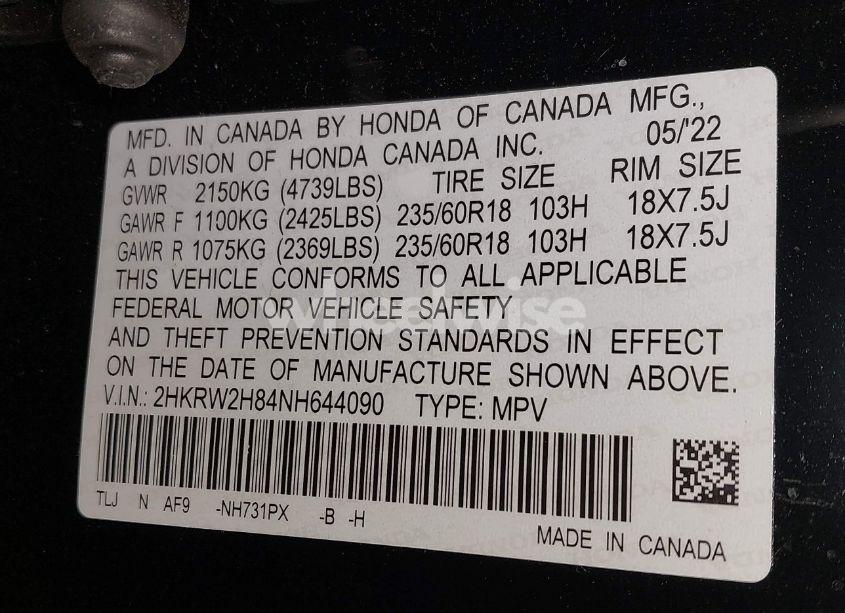 MFD. IN CANADA BY HONDA OF CANADA MFG.,
A DIVISION OF HONDA CANADA INC. 05/'22
GVWR 2150KG (4739LBS) TIRE SIZE RIM SIZE
GAWR F 1100KG (2425LBS) 235/60R18 103H 18X7.5J
GAWR R 1075KG (2369LBS) 235/60R18 103H 18X7.5J
THIS VEHICLE CONFORMS TO ALL APPLICABLE
FEDERAL MOTOR VEHICLE SAFETY
wheelwise
AND THEFT PREVENTION STANDARDS IN EFFECT
ON THE DATE OF MANUFACTURE SHOWN ABOVE.
V.I.N.: 2HKRW2H84NH644090 TYPE: MPV
TLJ N AF9 -NH731PX -B -H
MADE IN CANADA